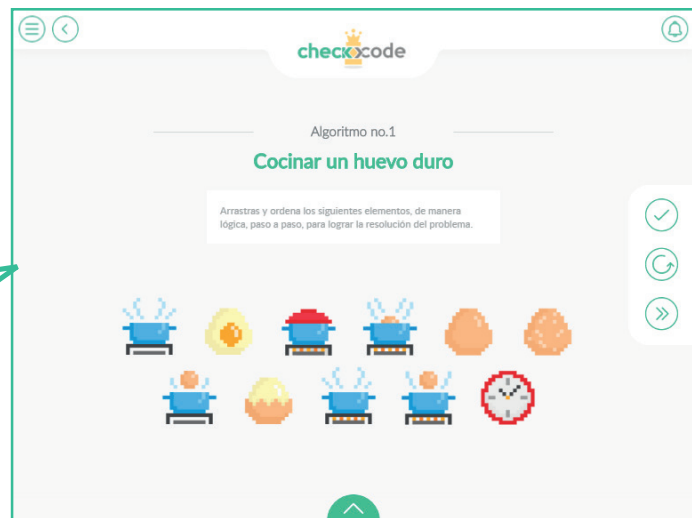 checkcode
Algoritmo no.1
Cocinar un huevo duro
Arrastras y ordena los siguientes elementos, de manera
lógica, paso a paso, para lograr la resolución del problema.